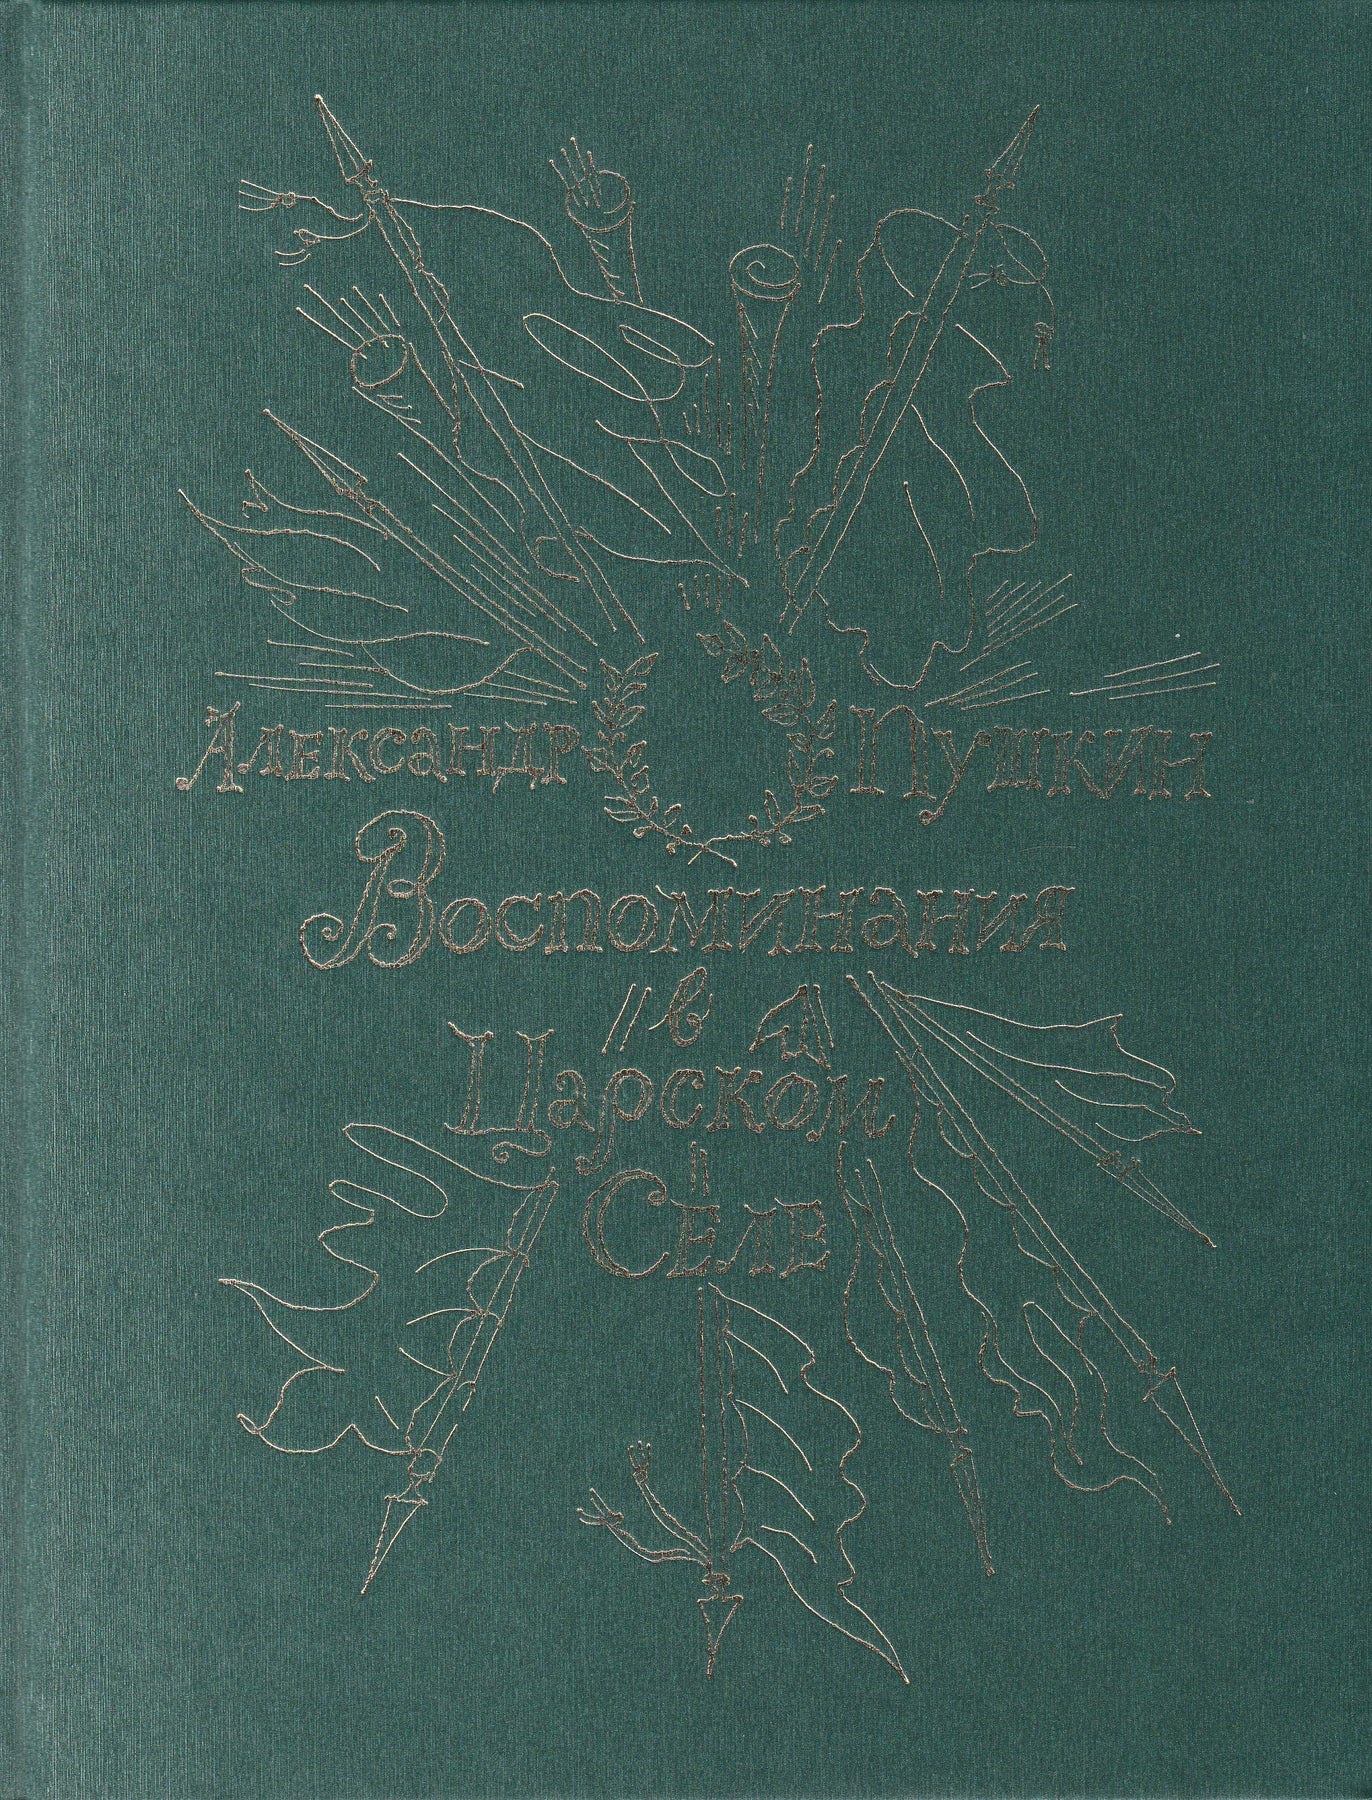 Александр Пушкин
Воспоминания
в
Царском
Селе